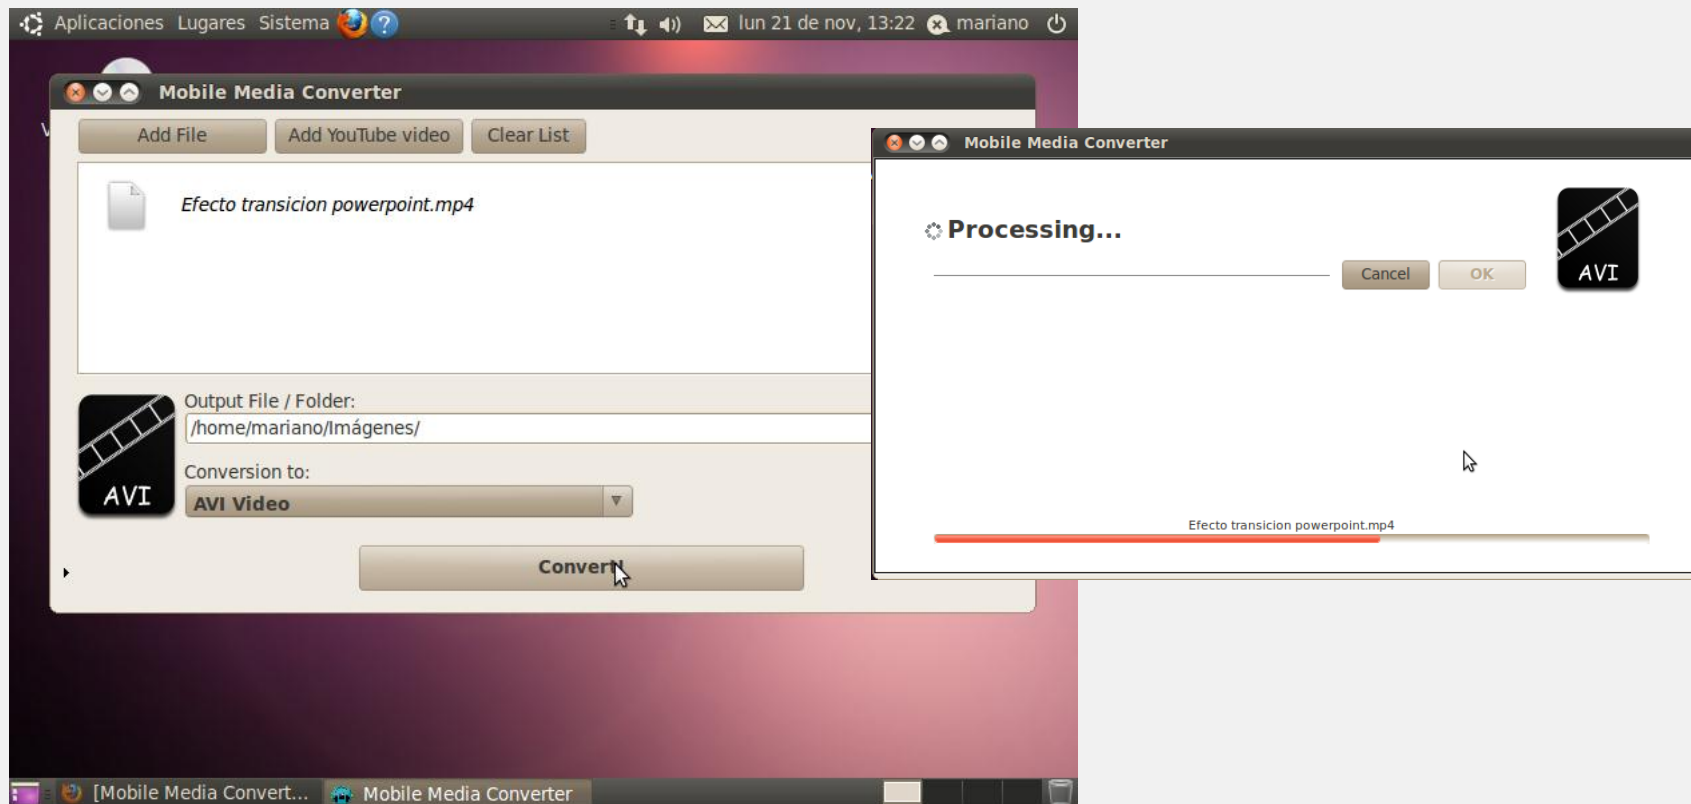 Aplicaciones Lugares Sistema
lun 21 de nov, 13:22 mariano
Mobile Media Converter
Add File Add YouTube video Clear List
Efecto transicion powerpoint.mp4
AVI
Output File / Folder:
/home/mariano/Imágenes/
Conversion to:
AVI Video
Convert!
[Mobile Media Convert... Mobile Media Converter
Mobile Media Converter
Processing...
Cancel OK
AVI
Efecto transicion powerpoint.mp4